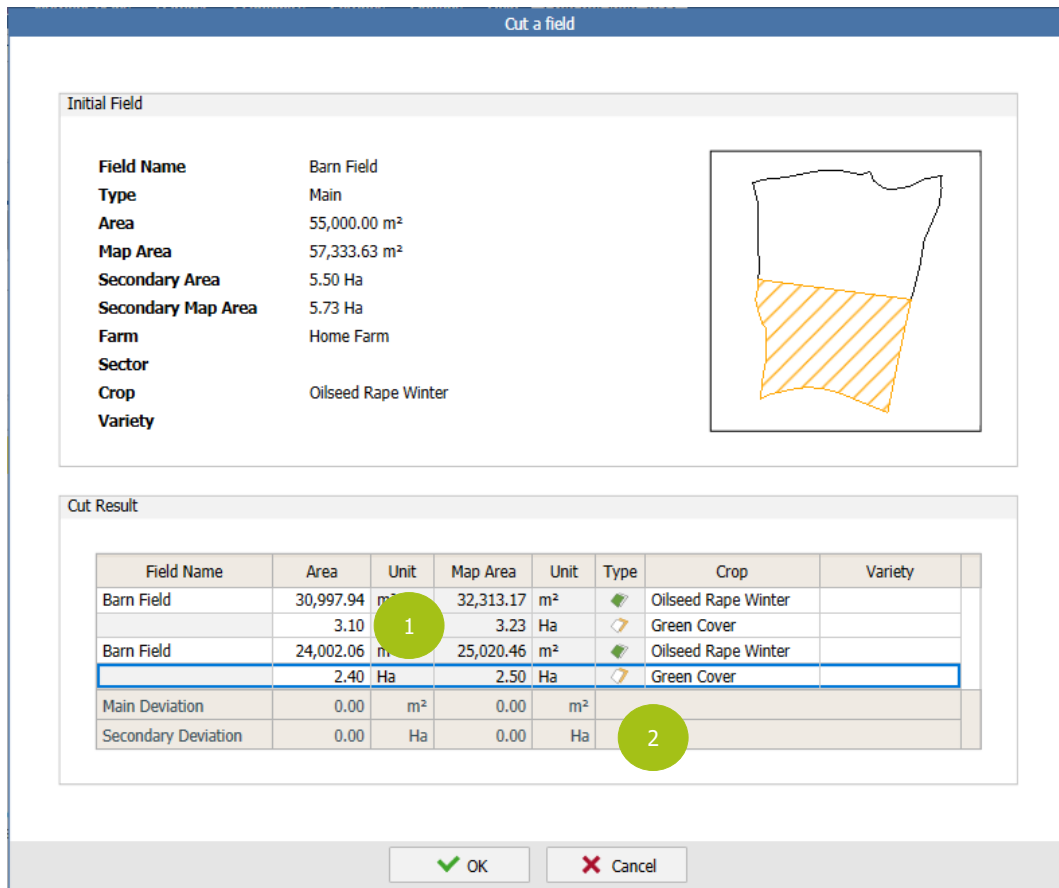 Cut a field
Initial Field
Field Name Barn Field
Type Main
Area 55,000.00 m²
Map Area 57,333.63 m²
Secondary Area 5.50 Ha
Secondary Map Area 5.73 Ha
Farm Home Farm
Sector
Crop Oilseed Rape Winter
Variety
Cut Result
Field Name Area Unit Map Area Unit Type Crop Variety
Barn Field 30,997.94 m² 32,313.17 m² Oilseed Rape Winter
3.10 1 3.23 Ha Green Cover
Barn Field 24,002.06 25,020.46 m² Oilseed Rape Winter
2.40 Ha 2.50 Ha Green Cover
Main Deviation 0.00 m² 0.00 m²
Secondary Deviation 0.00 Ha 0.00 Ha 2
OK Cancel